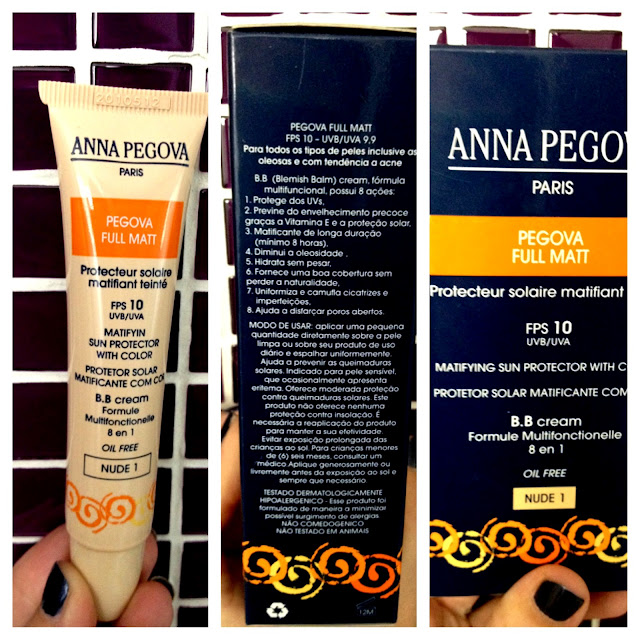 2010512
ANNA PEGOVA
PARIS
PEGOVA
FULL MATT
Protecteur solaire
matifiant teinté
FPS 10
UVB/UVA
MATIFYIN
SUN PROTECTOR
WITH COLOR
PROTETOR SOLAR
MATIFICANTE COM COR
B.B cream
Formule
Multifonctionelle
8 en 1
OIL FREE
NUDE 1
PEGOVA FULL MATT
FPS 10 - UVB/UVA 9,9
Para todos os tipos de peles inclusive as
oleosas e com tendência a acne
B.B (Blemish Balm) cream, fórmula
multifuncional, possui 8 ações:
1. Protege dos UVs,
2. Previne do envelhecimento precoce
graças a Vitamina E e a proteção solar,
3. Matificante de longa duração
(mínimo 8 horas),
4. Diminui a oleosidade .
5. Hidrata sem pesar,
6. Fornece uma boa cobertura sem
perder a naturalidade,
7. Uniformiza e camufla cicatrizes e
imperfeições,
8. Ajuda a disfarçar poros abertos.
MODO DE USAR: aplicar uma pequena
quantidade diretamente sobre a pele
limpa ou sobre seu produto de uso
diário e espalhar uniformemente.
Ajuda a prevenir as queimaduras
solares. Indicado para pele sensível,
que ocasionalmente apresenta
eritema. Oferece moderada proteção
contra queimaduras solares. Este
produto não oferece nenhuma
proteção contra insolação. É
necessária a reaplicação do produto
para manter a sua efetividade.
Evitar exposição prolongada das
crianças ao sol. Para crianças menores
de (6) seis meses, consultar um
médico Aplique generosamente ou
livremente antes da exposição ao sol e
sempre que necessário
TESTADO DERMATOLOGICAMENTE
HIPOALERGENICO - Esse produto foi
formulado de maneira a minimizar
possível surgimento de alergias
NÃO COMEDOGENICO
NÃO TESTADO EM ANIMAIS
12M
ANNA PEGOV
PARIS
PEGOVA
FULL MATT
Protecteur solaire matifiant
FPS 10
UVB/UVA
MATIFYING SUN PROTECTOR WITH CO
PROTETOR SOLAR MATIFICANTE COM
B.B cream
Formule Multifonctionelle
8 en 1
OIL FREE
NUDE 1